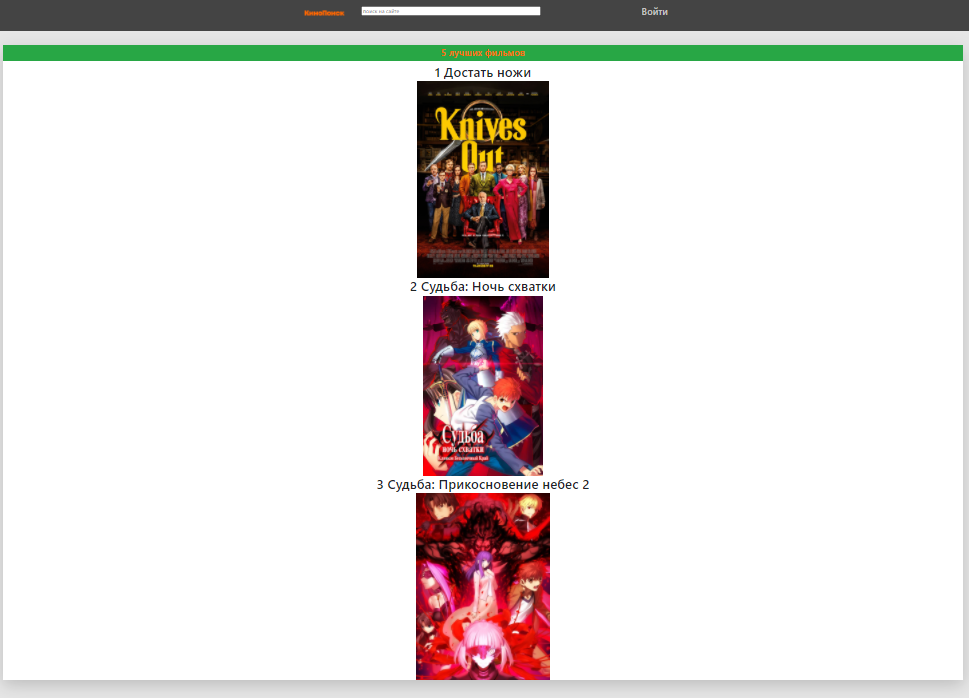 КиноПоиск
поиск на сайте
Войти
5 лучших фильмов
1 Достать ножи
Knives
Out
2 Судьба: Ночь схватки
Судьба
ночь схватки
3 Судьба: Прикосновение небес 2